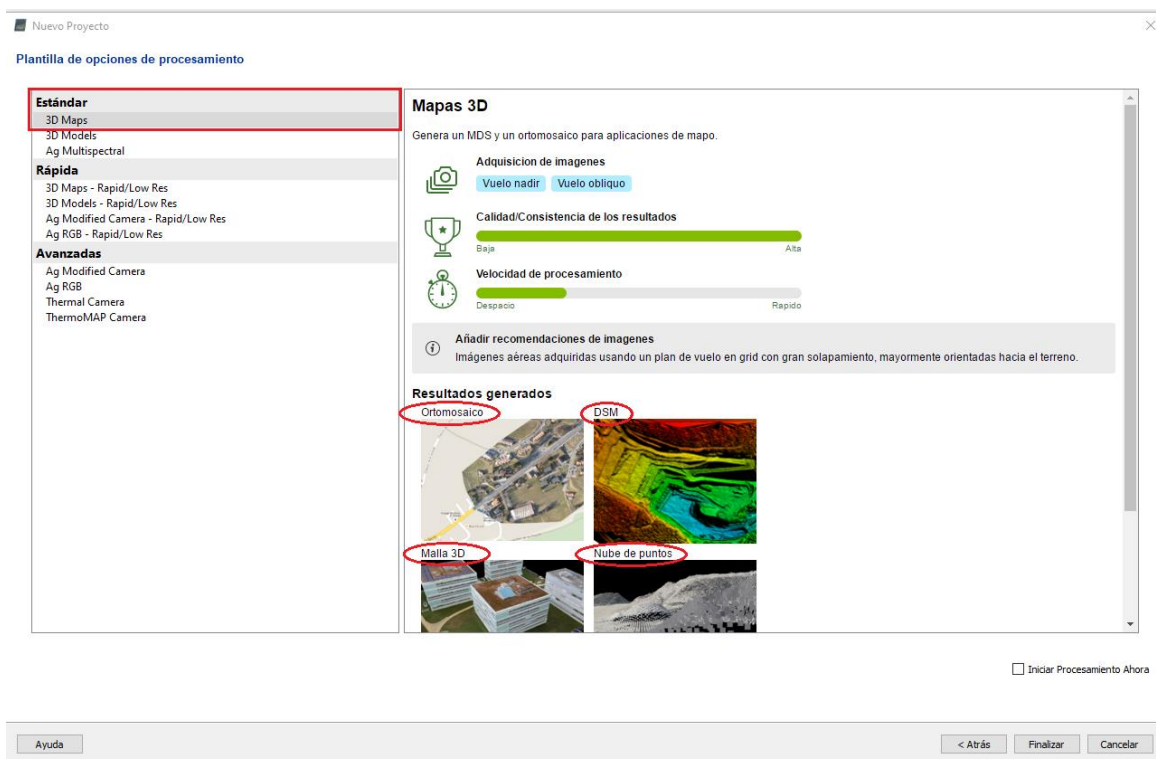 Nuevo Proyecto
Plantilla de opciones de procesamiento
Estándar
3D Maps
3D Models
Ag Multispectral
Rápida
3D Maps - Rapid/Low Res
3D Models - Rapid/Low Res
Ag Modified Camera - Rapid/Low Res
Ag RGB - Rapid/Low Res
Avanzadas
Ag Modified Camera
Ag RGB
Thermal Camera
ThermoMAP Camera
Mapas 3D
Genera un MDS y un ortomosaico para aplicaciones de mapo.
Adquisicion de imagenes
Vuelo nadir Vuelo obliquo
Calidad/Consistencia de los resultados
Baja Alta
Velocidad de procesamiento
Despacio Rapido
Añadir recomendaciones de imagenes
Imágenes aéreas adquiridas usando un plan de vuelo en grid con gran solapamiento, mayormente orientadas hacia el terreno.
Resultados generados
Ortomosaico DSM
Malla 3D Nube de puntos
Iniciar Procesamiento Ahora
Ayuda < Atrás Finalizar Cancelar